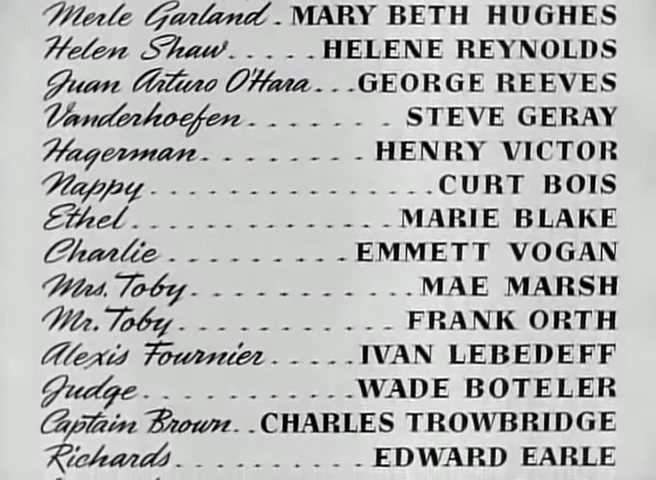 Merle Garland . MARY BETH HUGHES
Helen Shaw. . . . . HELENE REYNOLDS
Juan Arturo O'Hara . . . GEORGE REEVES
Vanderhoefen . . . . . . . . STEVE GERAY
Hagerman. . . . . . . . HENRY VICTOR
Nappy . . . . . . . . . . . . . . CURT BOIS
Ethel . . . . . . . . . . . . . MARIE BLAKE
Charlie . . . . . . . . . EMMETT VOGAN
Mrs. Toby . . . . . . . . . . . MAE MARSH
Mr. Toby . . . . . . . . . . . FRANK ORTH
Alexis Fournier . . . . . IVAN LEBEDEFF
Judge. . . . . . . . . . . WADE BOTELER
Captain Brown. . CHARLES TROWBRIDGE
Richards . . . . . . . . . . EDWARD EARLE